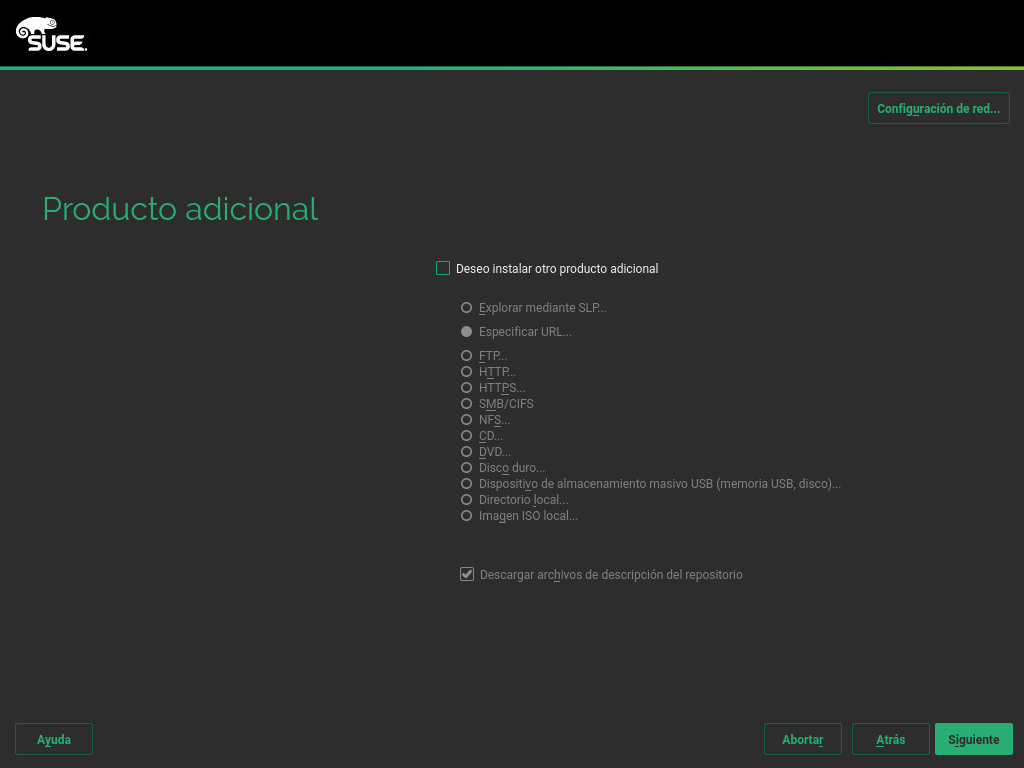 SUSE.
Configuración de red...
Producto adicional
Deseo instalar otro producto adicional
Explorar mediante SLP...
Especificar URL...
FTP...
HTTP...
HTTPS...
SMB/CIFS
NFS...
CD...
DVD...
Disco duro...
Dispositivo de almacenamiento masivo USB (memoria USB, disco)...
Directorio local...
Imagen ISO local...
Descargar archivos de descripción del repositorio
Ayuda Abortar Atrás Siguiente